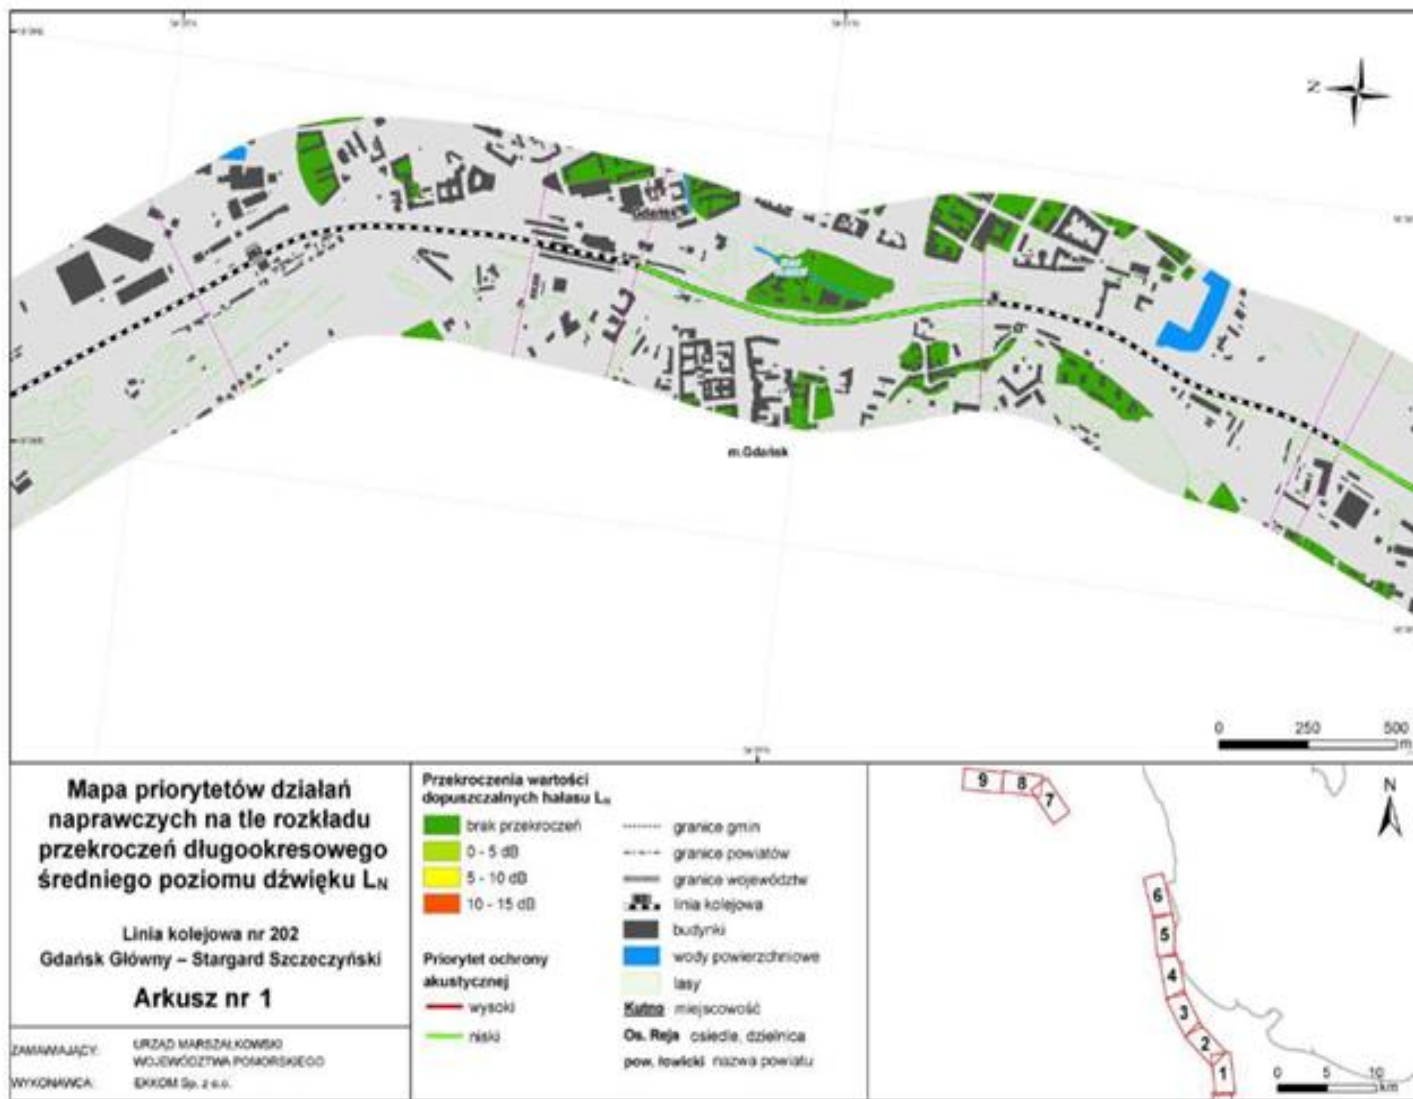 N
Gdańsk
m.Gdańsk
0 250 500
m
Mapa priorytetów działań
naprawczych na tle rozkładu
przekroczeń długookresowego
średniego poziomu dźwięku LN
Linia kolejowa nr 202
Gdańsk Główny – Stargard Szczeczyński
Arkusz nr 1
ZAMAWIAJĄCY: URZĄD MARSZAŁKOWSKI
WOJEWÓDZTWA POMORSKIEGO
WYKONAWCA: EKKOM Sp. z o.o.
Przekroczenia wartości
dopuszczalnych hałasu LN
brak przekroczeń
0 - 5 dB
5 - 10 dB
10 - 15 dB
Priorytet ochrony
akustycznej
wysoki
niski
granice gmin
granice powiatów
granice województw
linia kolejowa
budynki
wody powierzchniowe
lasy
Kutno miejscowość
Os. Reja osiedle, dzielnica
pow. łowicki nazwa powiatu
9 8 7
N
6
5
4
3
2
1
0 5 10
km